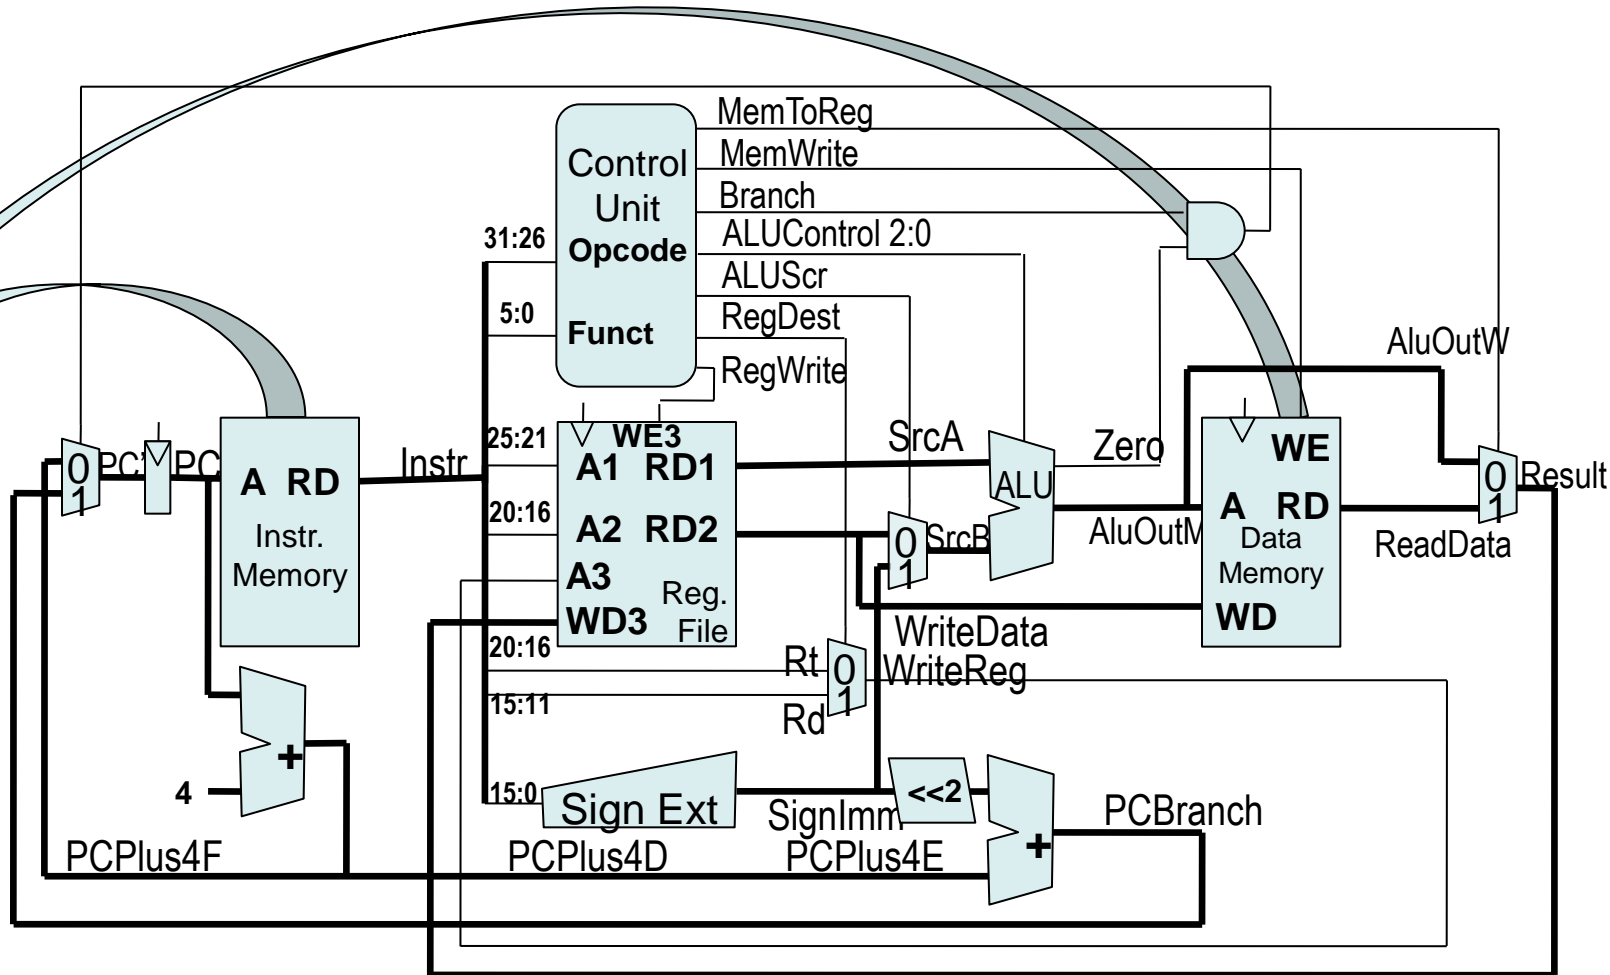 MemToReg
MemWrite
Branch
ALUControl 2:0
ALUScr
RegDest
RegWrite
Control
Unit
Opcode
Funct
31:26
5:0
AluOutW
25:21
20:16
20:16
15:11
15:0
0
1
PC'
PC
A RD
Instr.
Memory
Instr
WE3
A1 RD1
A2 RD2
A3
WD3
Reg.
File
SrcA
SrcB
0
1
ALU
Zero
AluOutM
WE
A RD
Data
Memory
WD
ReadData
0
1
Result
WriteData
WriteReg
Rt
Rd
0
1
+
4
Sign Ext
SignImm
<<2
+
PCBranch
PCPlus4F
PCPlus4D
PCPlus4E